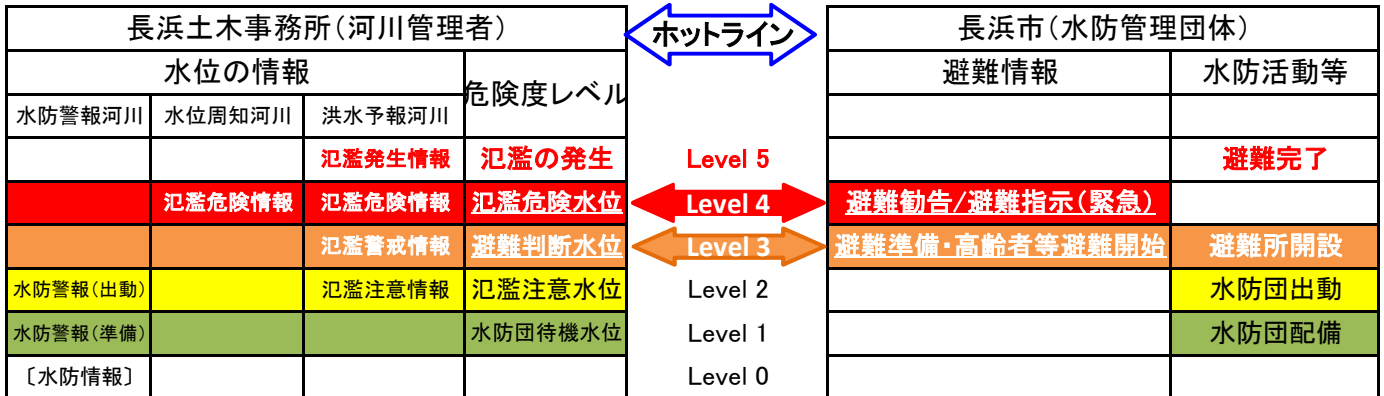 長浜土木事務所（河川管理者） ホットライン 長浜市（水防管理団体）
水位の情報 危険度レベル 避難情報 水防活動等
水防警報河川 水位周知河川 洪水予報河川
氾濫発生情報 氾濫の発生 Level 5 避難完了
氾濫危険情報 氾濫危険情報 氾濫危険水位 Level 4 避難勧告/避難指示（緊急）
氾濫警戒情報 避難判断水位 Level 3 避難準備・高齢者等避難開始 避難所開設
水防警報（出動） 氾濫注意情報 氾濫注意水位 Level 2 水防団出動
水防警報（準備） 水防団待機水位 Level 1 水防団配備
〔水防情報〕 Level 0